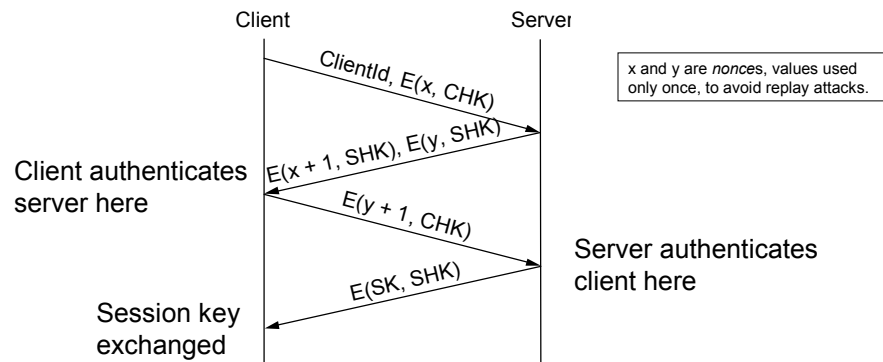 Client
Server
x and y are nonces, values used
only once, to avoid replay attacks.
ClientId, E(x, CHK)
E(x + 1, SHK), E(y, SHK)
Client authenticates
server here
E(y + 1, CHK)
Server authenticates
client here
E(SK, SHK)
Session key
exchanged